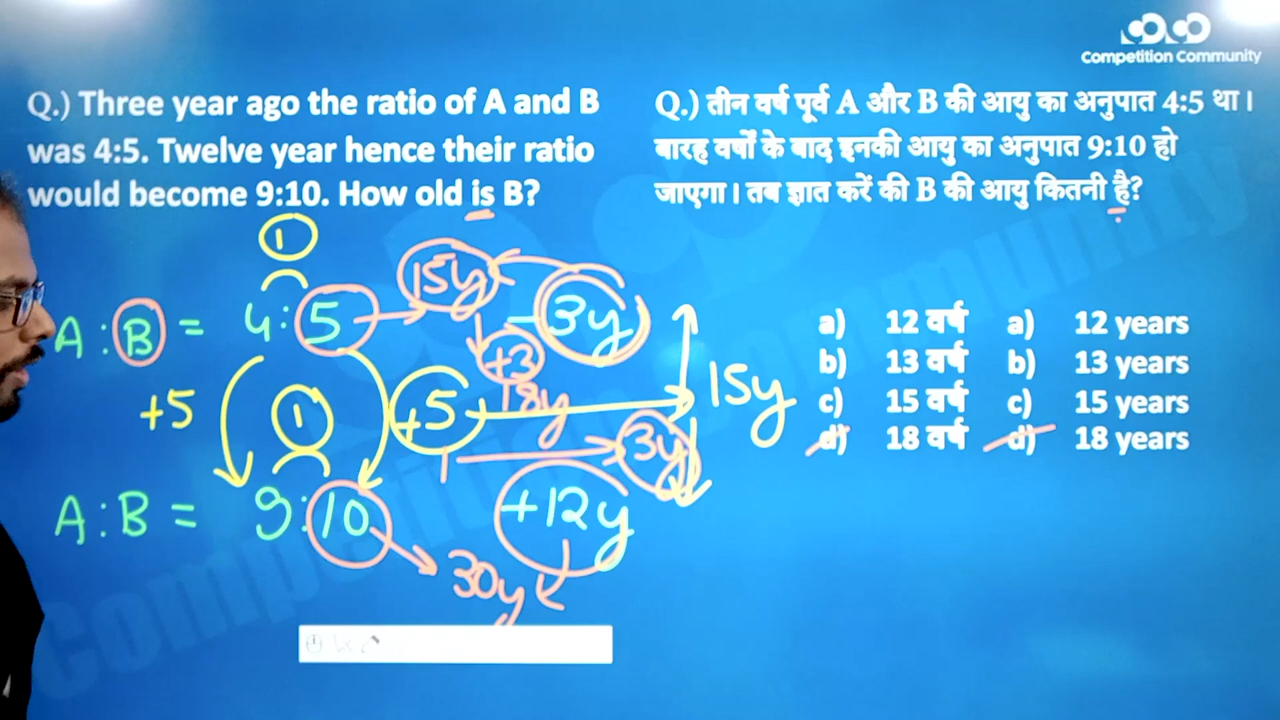 Competition Community
Q.) Three year ago the ratio of A and B
was 4:5. Twelve year hence their ratio
would become 9:10. How old is B?
Q.) तीन वर्ष पूर्व A और B की आयु का अनुपात 4:5 था।
बारह वर्षों के बाद इनकी आयु का अनुपात 9:10 हो
जाएगा। तब ज्ञात करें की B की आयु कितनी है?
1
A : B = 4 : 5
15y
-3y
+3
18y
+5
1
+5
15y
3y
A : B = 9 : 10
+12y
30y
a) 12 वर्ष a) 12 years
b) 13 वर्ष b) 13 years
c) 15 वर्ष c) 15 years
d) 18 वर्ष d) 18 years
Competition Community